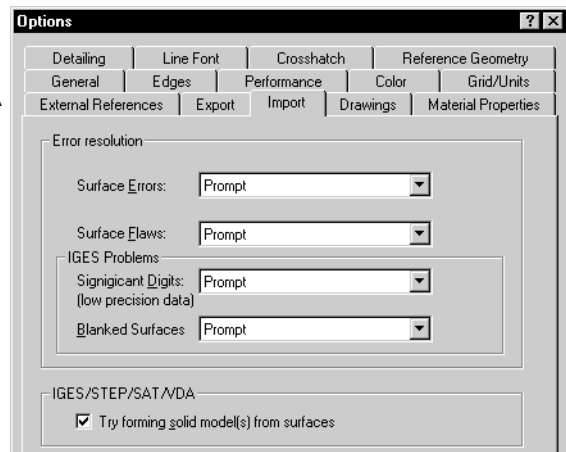 Options
Detailing Line Font Crosshatch Reference Geometry
General Edges Performance Color Grid/Units
External References Export Import Drawings Material Properties
Error resolution
Surface Errors: Prompt
Surface Flaws: Prompt
IGES Problems
Signigicant Digits: Prompt
(low precision data)
Blanked Surfaces Prompt
IGES/STEP/SAT/VDA
Try forming solid model(s) from surfaces